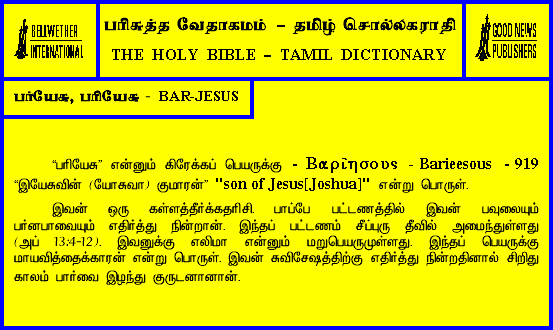 BELLWETHER
INTERNATIONAL
பரிசுத்த வேதாகமம் – தமிழ் சொல்லகராதி
THE HOLY BIBLE – TAMIL DICTIONARY
GOOD NEWS
PUBLISHERS
பர்யேசு, பரியேசு - BAR-JESUS
“பரியேசு” என்னும் கிரேக்கப் பெயருக்கு - Βαρἰησους - Barieesous - 919
“இயேசுவின் (யோசுவா) குமாரன்” "son of Jesus[Joshua]" என்று பொருள்.
இவன் ஒரு கள்ளத்தீர்க்கதரிசி. பாப்போ பட்டணத்தில் இவன் பவுலையும்
பர்னபாவையும் எதிர்த்து நின்றான். இந்தப் பட்டணம் சீப்புரு தீவில் அமைந்துள்ளது
(அப் 13:4-12). இவனுக்கு எலிமா என்னும் மறுபெயருமுள்ளது. இந்தப் பெயருக்கு
மாயவித்தைக்காரன் என்று பொருள். இவன் சுவிசேஷத்திற்கு எதிர்த்து நின்றதினால் சிறிது
காலம் பார்வை இழந்து குருடனானான்.